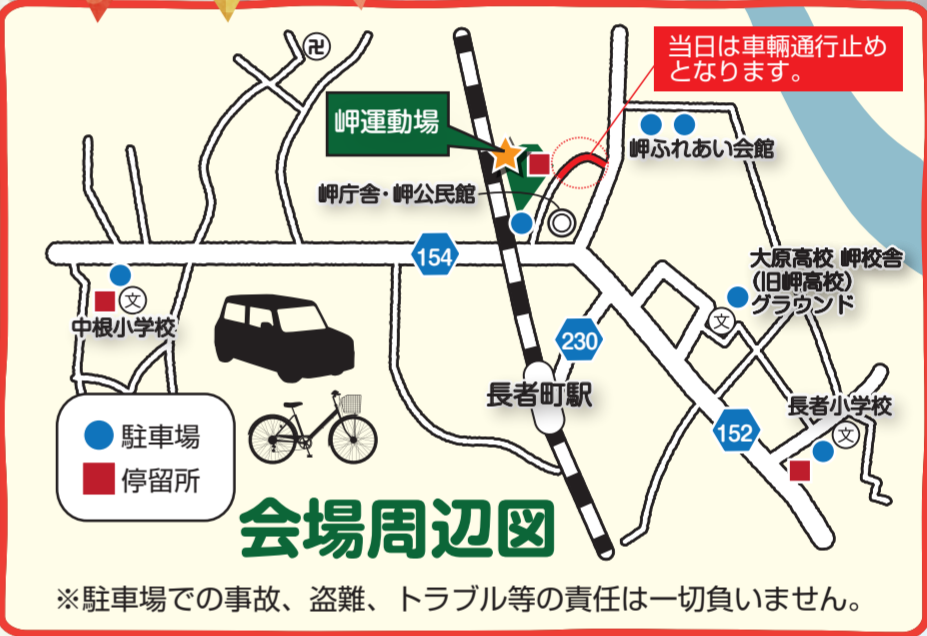 卍
当日は車輛通行止め
となります。
岬運動場
岬ふれあい会館
岬庁舎・岬公民館
154
大原高校 岬校舎
(旧岬高校)
グラウンド
文
文
中根小学校
230
長者町駅
長者小学校
文
152
駐車場
停留所
会場周辺図
※駐車場での事故、盗難、トラブル等の責任は一切負いません。